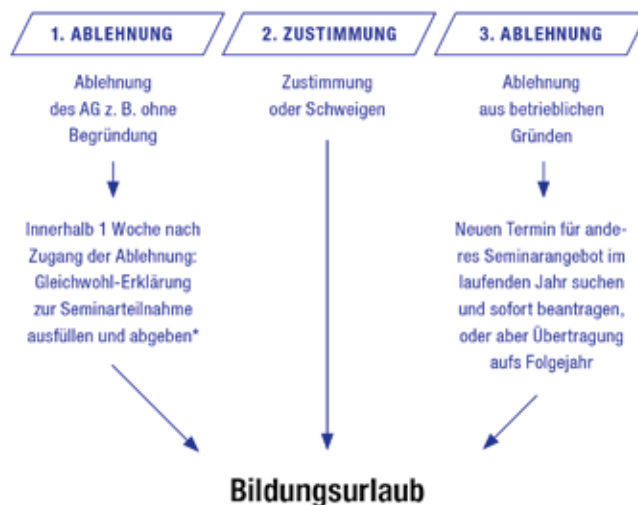 1. ABLEHNUNG
2. ZUSTIMMUNG
3. ABLEHNUNG
Ablehnung
des AG z. B. ohne
Begründung
Zustimmung
oder Schweigen
Ablehnung
aus betrieblichen
Gründen
Innerhalb 1 Woche nach
Zugang der Ablehnung:
Gleichwohl-Erklärung
zur Seminarteilnahme
ausfüllen und abgeben*
Neuen Termin für ande-
res Seminarangebot im
laufenden Jahr suchen
und sofort beantragen,
oder aber Übertragung
aufs Folgejahr
Bildungsurlaub